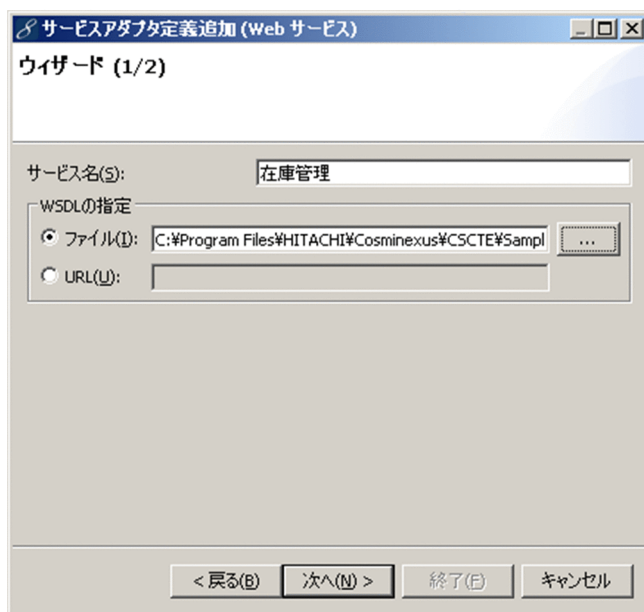 サービスアダプタ定義追加(Web サービス)
ウィザード (1/2)
サービス名(S): 在庫管理
WSDLの指定
ファイル(I): C:¥Program Files¥HITACHI¥Cosminexus¥CSCTE¥Sampl ...
URL(U):
< 戻る(B) 次へ(N) > 終了(F) キャンセル